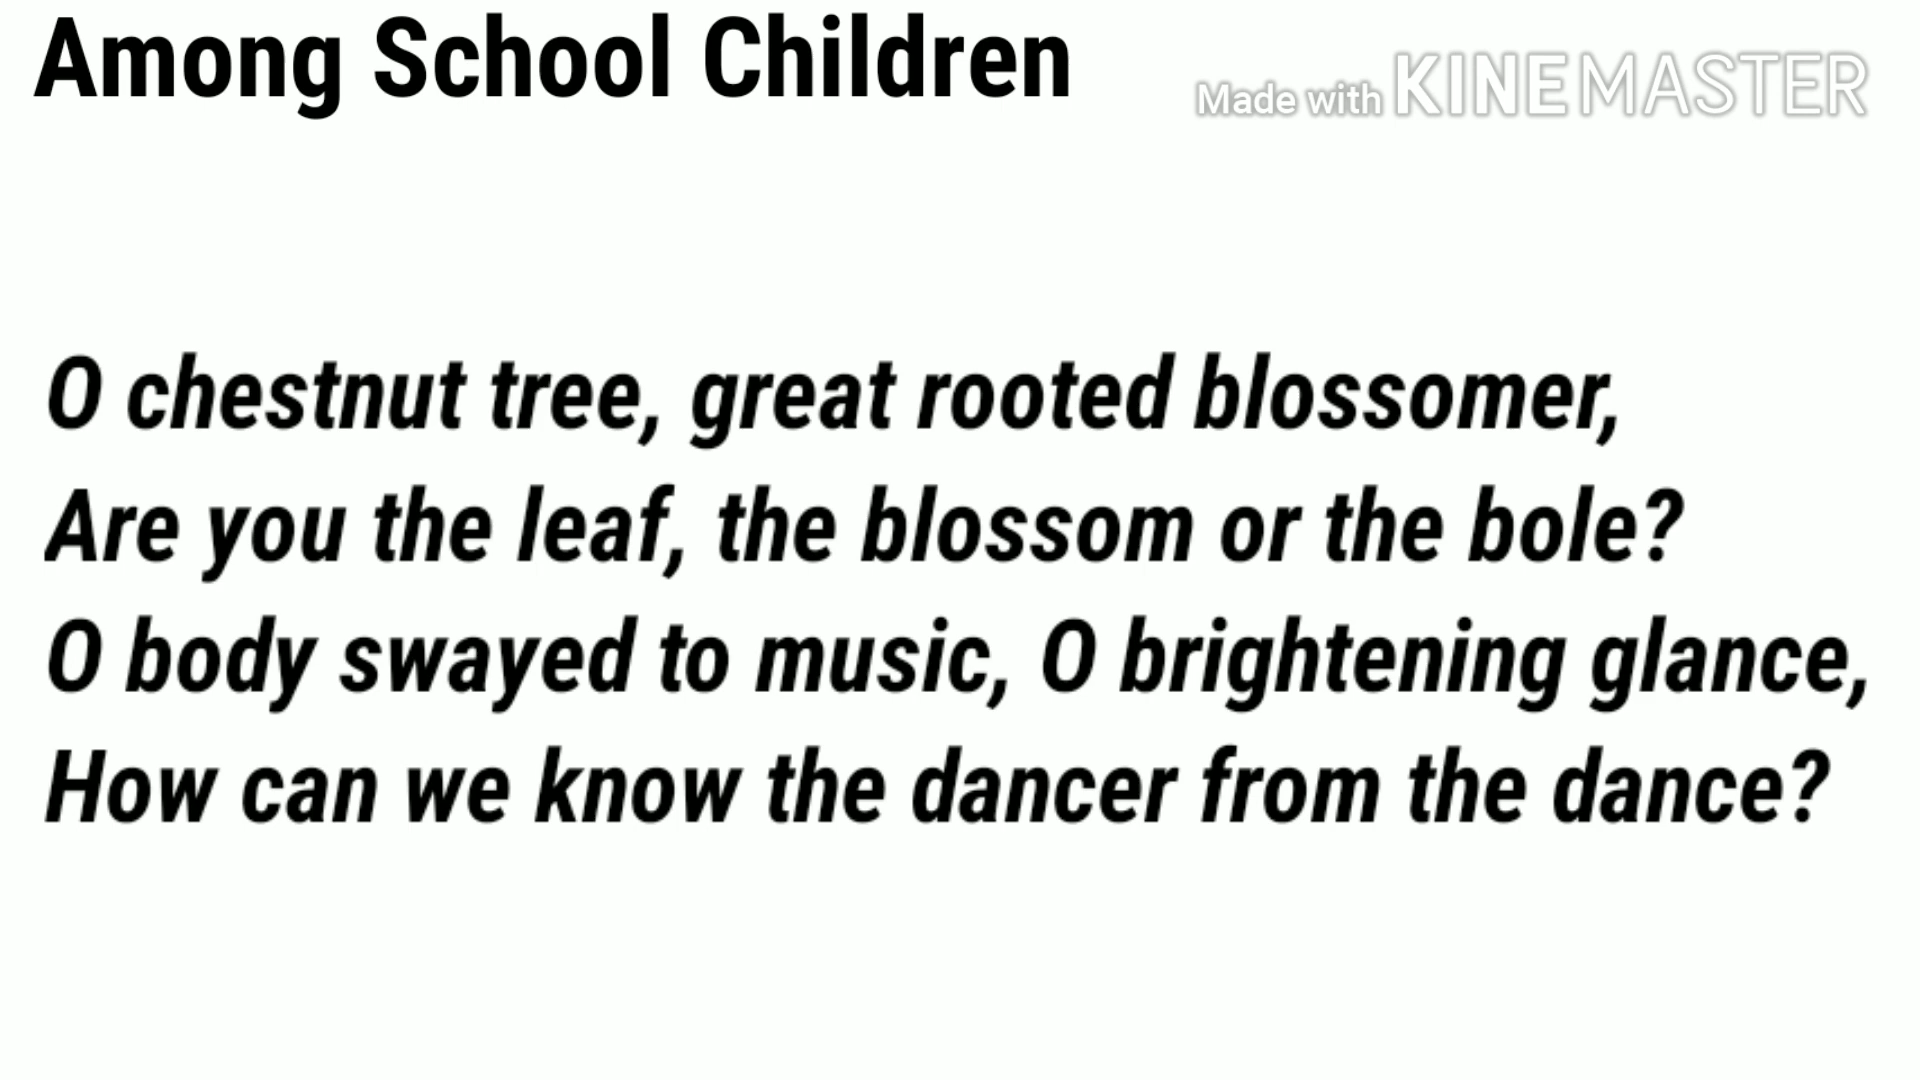 Among School Children
Made with KINEMASTER
O chestnut tree, great rooted blossomer,
Are you the leaf, the blossom or the bole?
O body swayed to music, O brightening glance,
How can we know the dancer from the dance?